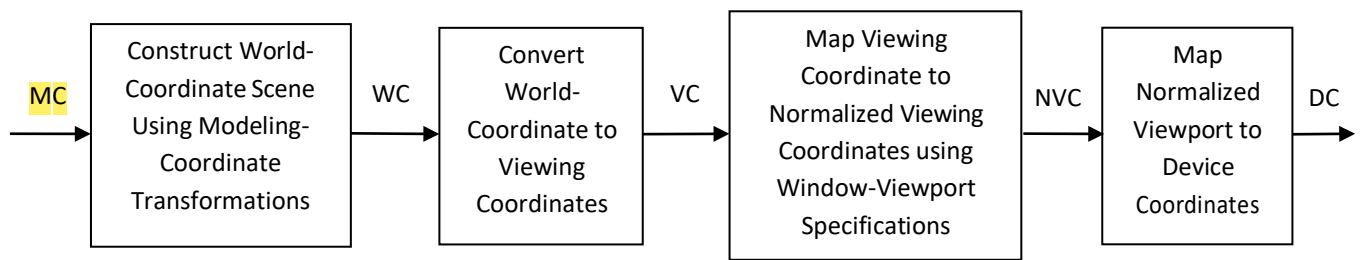 MC
Construct World-
Coordinate Scene
Using Modeling-
Coordinate
Transformations
WC
Convert
World-
Coordinate to
Viewing
Coordinates
VC
Map Viewing
Coordinate to
Normalized Viewing
Coordinates using
Window-Viewport
Specifications
NVC
Map
Normalized
Viewport to
Device
Coordinates
DC